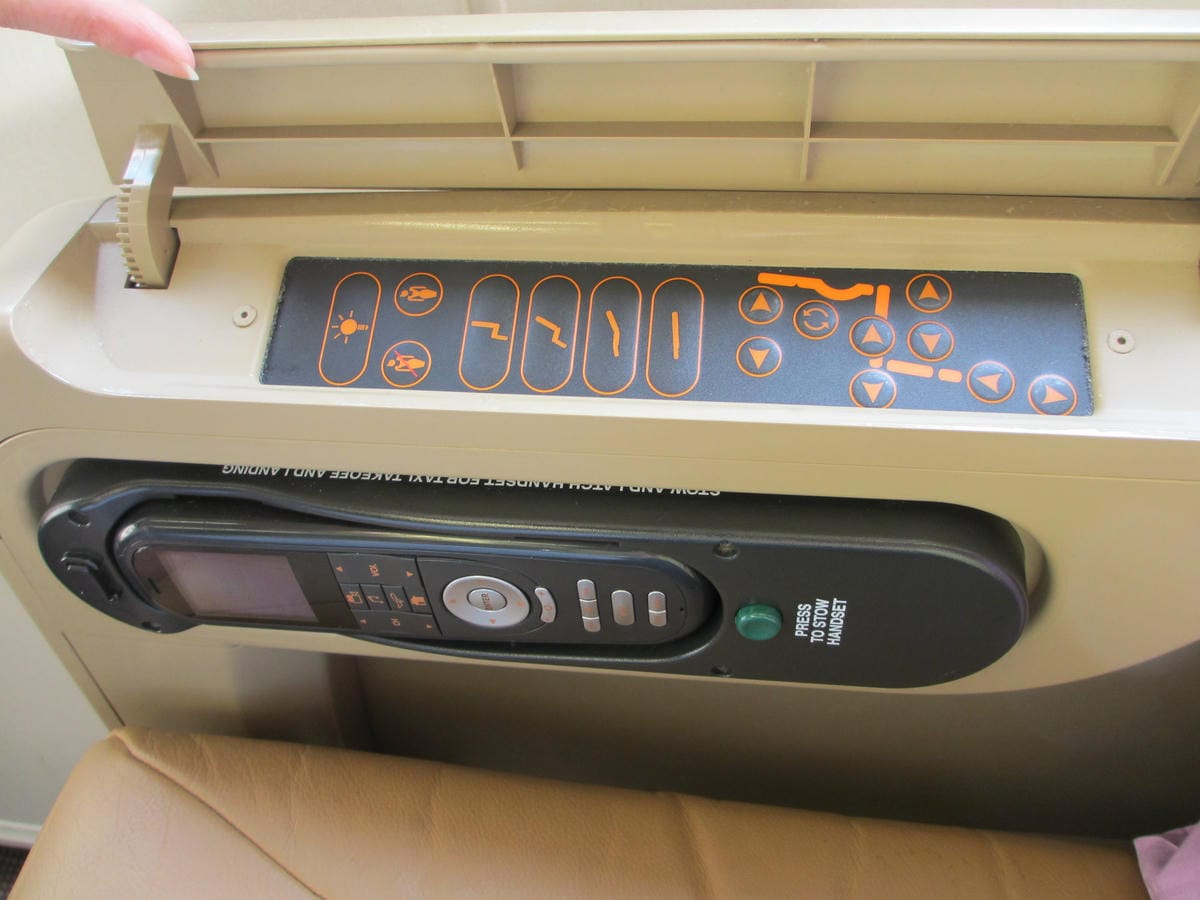 STOW AND LATCH HANDSET FOR TAXI, TAKEOFF AND LANDING
VOL
CH
ENTER
PRESS
TO STOW
HANDSET